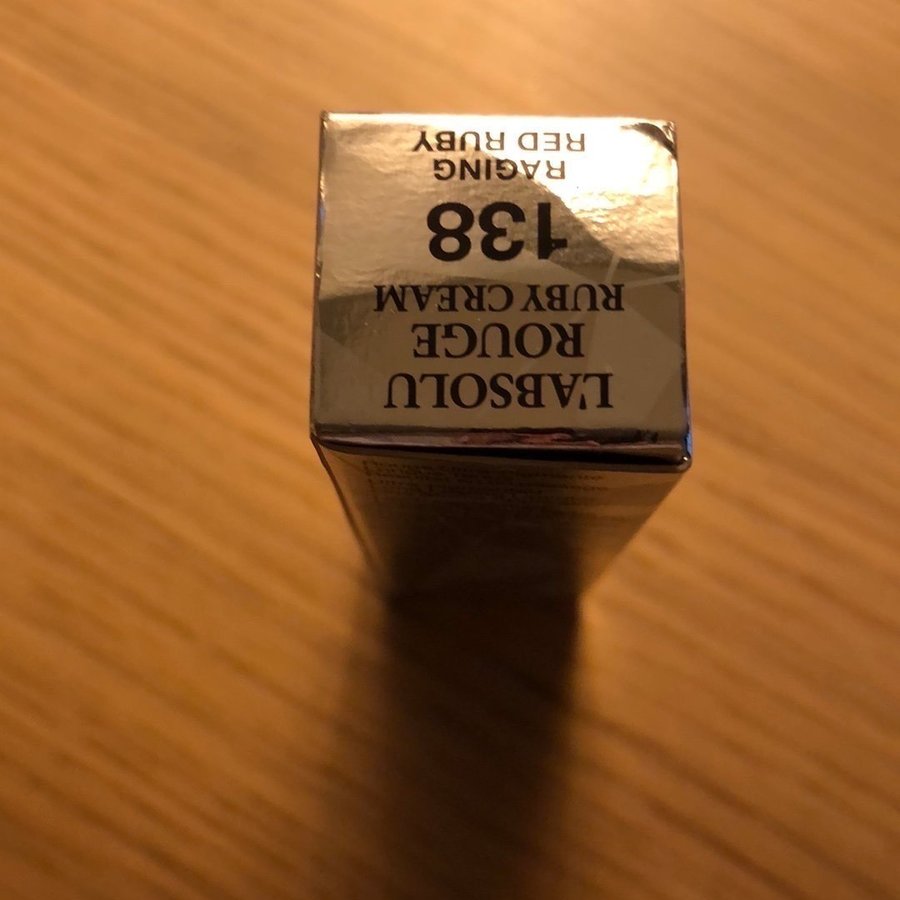 L'ABSOLU
ROUGE
RUBY CREAM
138
RAGING
RED RUBY